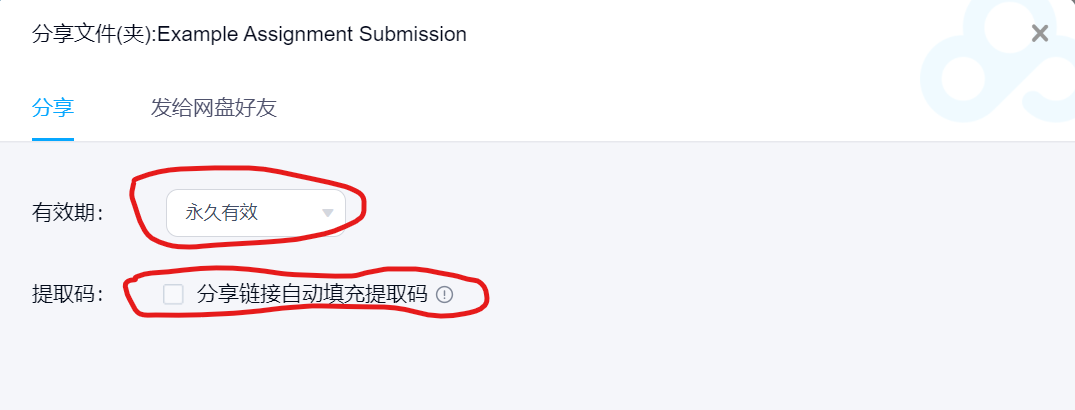 分享文件(夹):Example Assignment Submission
分享 发给网盘好友
有效期： 永久有效
提取码： 分享链接自动填充提取码